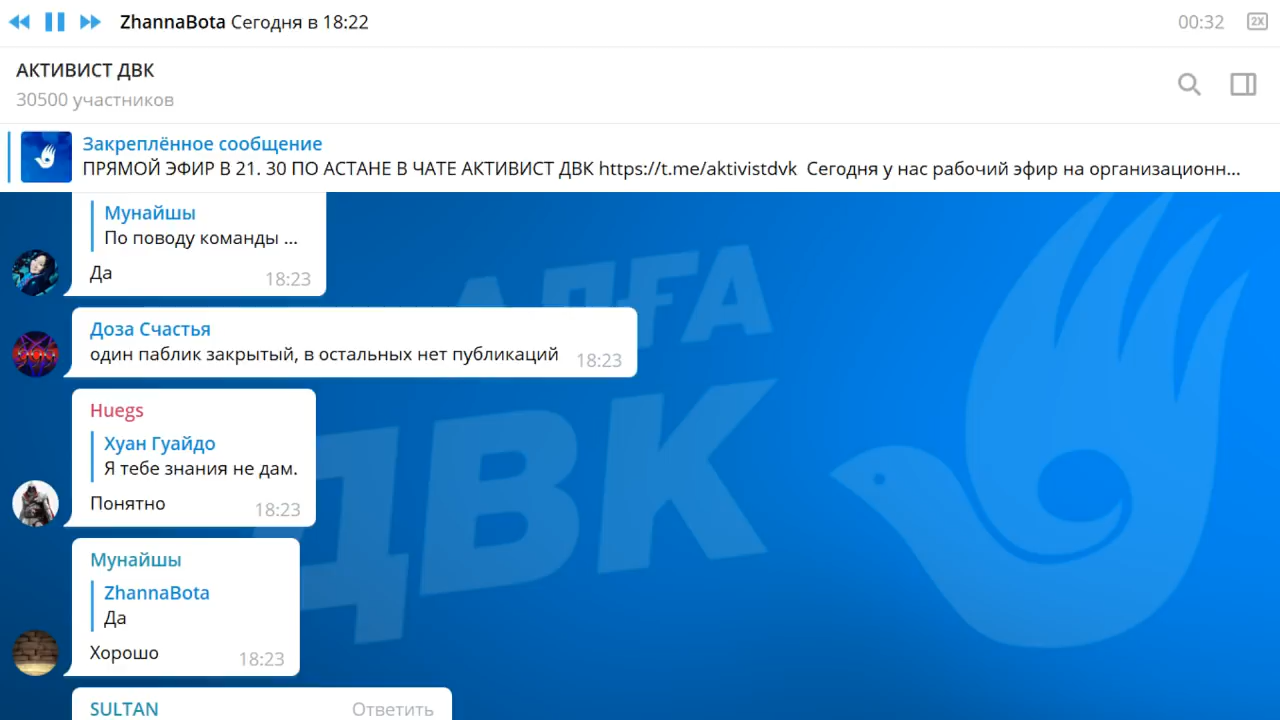 ZhannaBota Сегодня в 18:22
00:32
2X
АКТИВИСТ ДВК
30500 участников
Закреплённое сообщение
ПРЯМОЙ ЭФИР В 21. 30 ПО АСТАНЕ В ЧАТЕ АКТИВИСТ ДВК https://t.me/aktivistdvk Сегодня у нас рабочий эфир на организационн...
Мунайшы
По поводу команды ...
Да
18:23
Доза Счастья
один паблик закрытый, в остальных нет публикаций
18:23
Huegs
Хуан Гуайдо
Я тебе знания не дам.
Понятно
18:23
Мунайшы
ZhannaBota
Да
Хорошо
18:23
SULTAN
Ответить
АЛҒА
ДВК